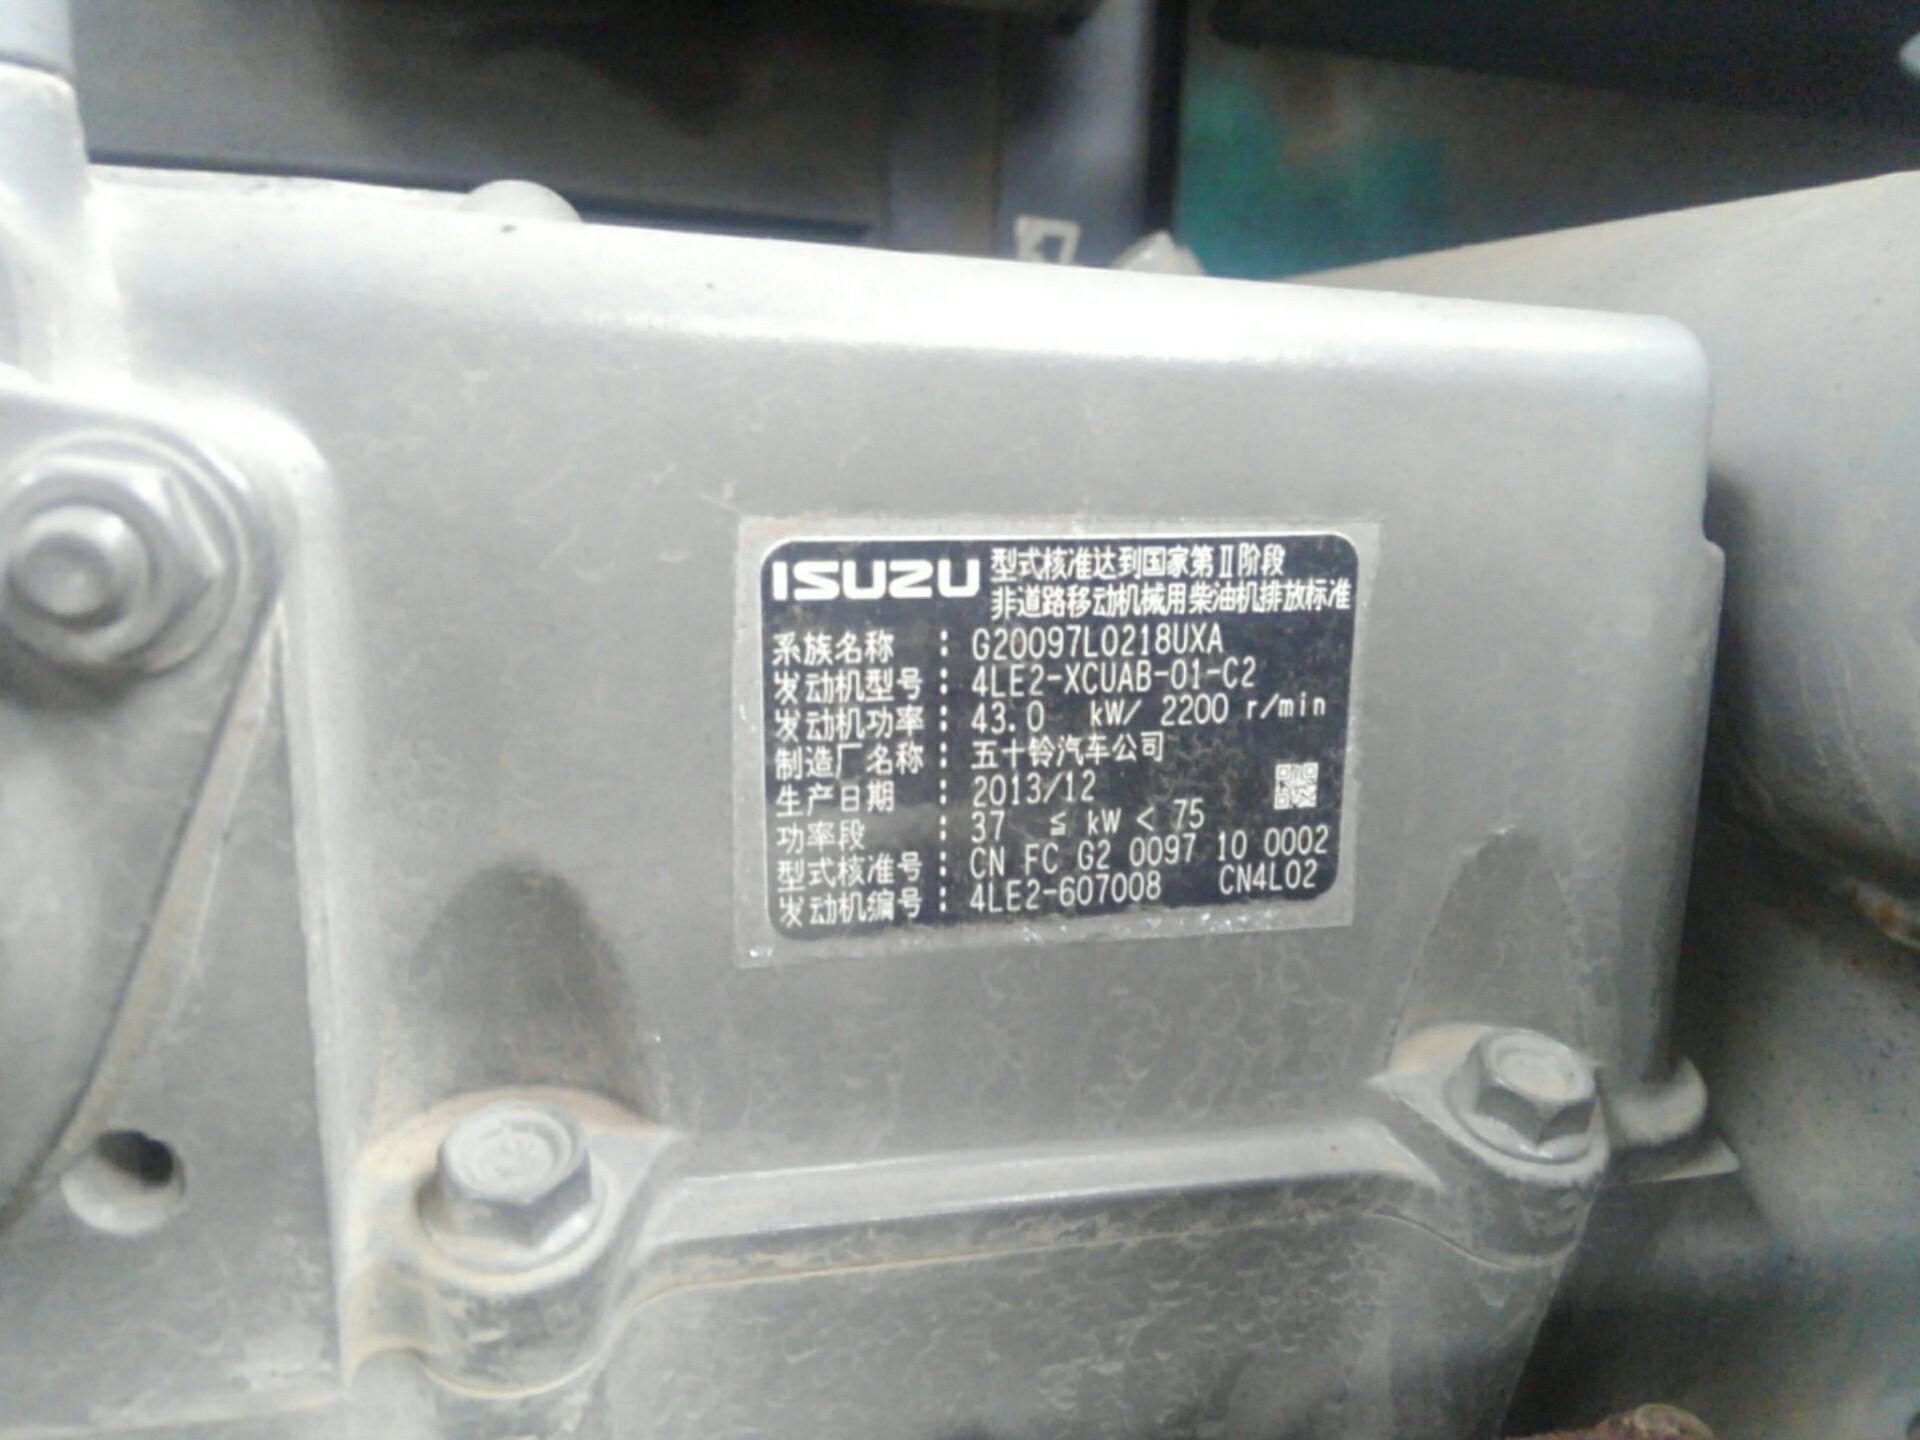 ISUZU 型式核准达到国家第Ⅱ阶段
非道路移动机械用柴油机排放标准
系族名称 : G20097L0218UXA
发动机型号 : 4LE2-XCUAB-01-C2
发动机功率 : 43.0 kW/ 2200 r/min
制造厂名称 : 五十铃汽车公司
生产日期 : 2013/12
功率段 : 37 ≦ kW < 75
型式核准号 : CN FC G2 0097 10 0002
发动机编号 : 4LE2-607008 CN4L02